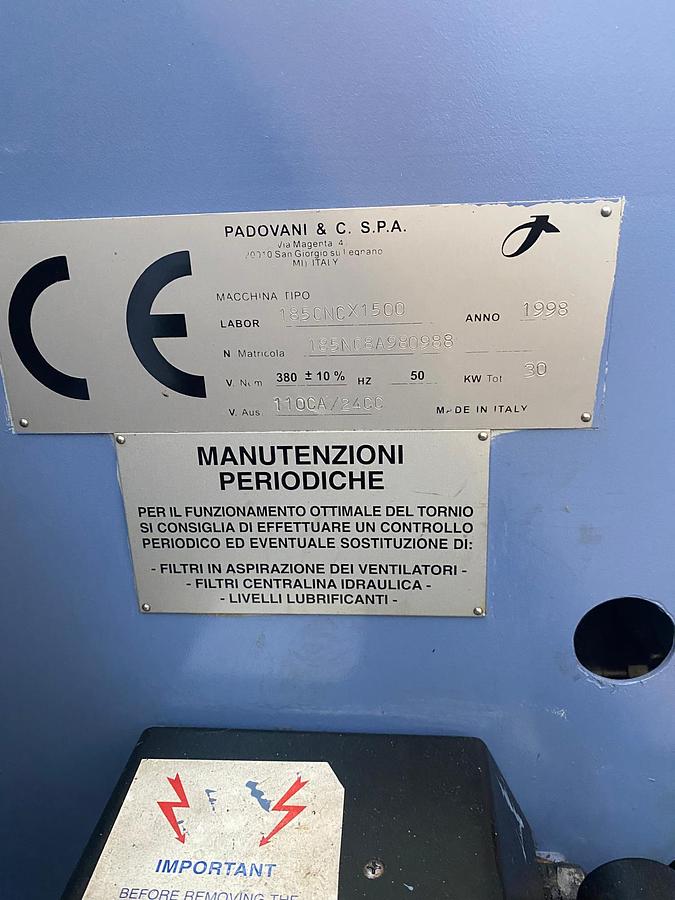 CE
PADOVANI & C. S.P.A.
Via Magenta 4
20010 San Giorgio su Legnano
MI) ITALY
MACCHINA TIPO
LABOR 185CNCX1500 ANNO 1998
N. Matricola 185NC8A980988
V. Nom 380 ± 10 % HZ 50 KW Tot 30
V. Aus. 110CA/24CC MADE IN ITALY
MANUTENZIONI
PERIODICHE
PER IL FUNZIONAMENTO OTTIMALE DEL TORNIO
SI CONSIGLIA DI EFFETTUARE UN CONTROLLO
PERIODICO ED EVENTUALE SOSTITUZIONE DI:
- FILTRI IN ASPIRAZIONE DEI VENTILATORI -
- FILTRI CENTRALINA IDRAULICA -
- LIVELLI LUBRIFICANTI -
IMPORTANT
BEFORE REMOVING THE